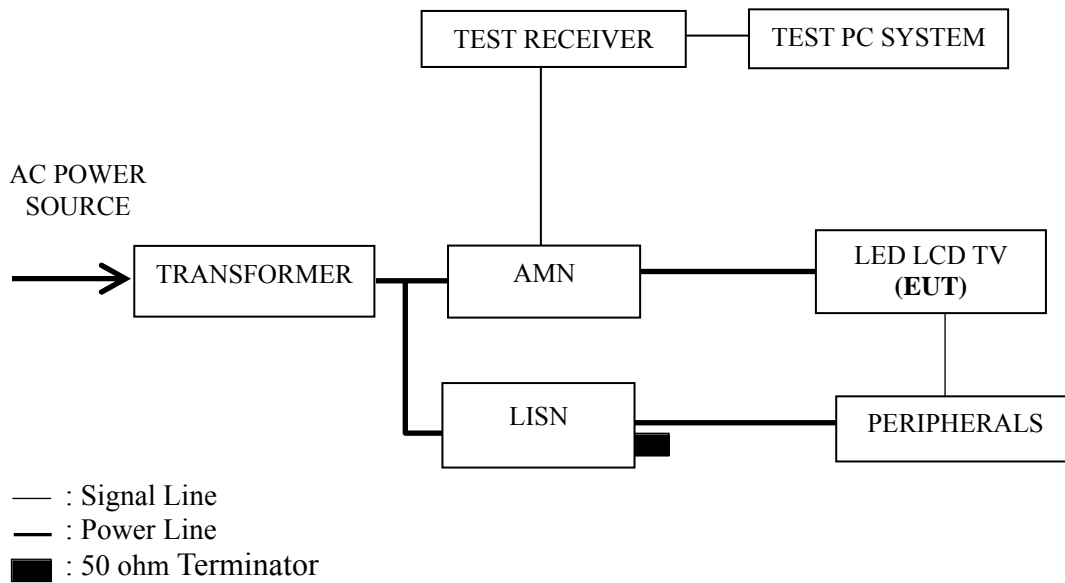 TEST RECEIVER
TEST PC SYSTEM
AC POWER
SOURCE
TRANSFORMER
AMN
LED LCD TV
(EUT)
LISN
PERIPHERALS
: Signal Line
: Power Line
: 50 ohm Terminator